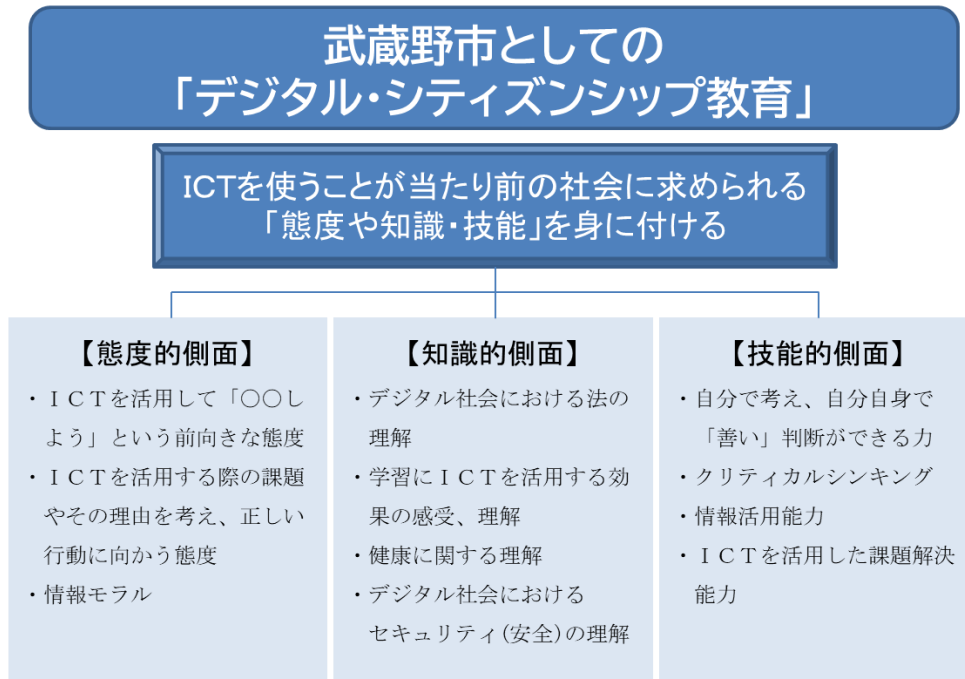 武蔵野市としての
「デジタル・シティズンシップ教育」
ICTを使うことが当たり前の社会に求められる
「態度や知識・技能」を身に付ける
【態度的側面】
・ＩＣＴを活用して「○○し
よう」という前向きな態度
・ＩＣＴを活用する際の課題
やその理由を考え、正しい
行動に向かう態度
・情報モラル
【知識的側面】
・デジタル社会における法の
理解
・学習にＩＣＴを活用する効
果の感受、理解
・健康に関する理解
・デジタル社会における
セキュリティ(安全)の理解
【技能的側面】
・自分で考え、自分自身で
「善い」判断ができる力
・クリティカルシンキング
・情報活用能力
・ＩＣＴを活用した課題解決
能力